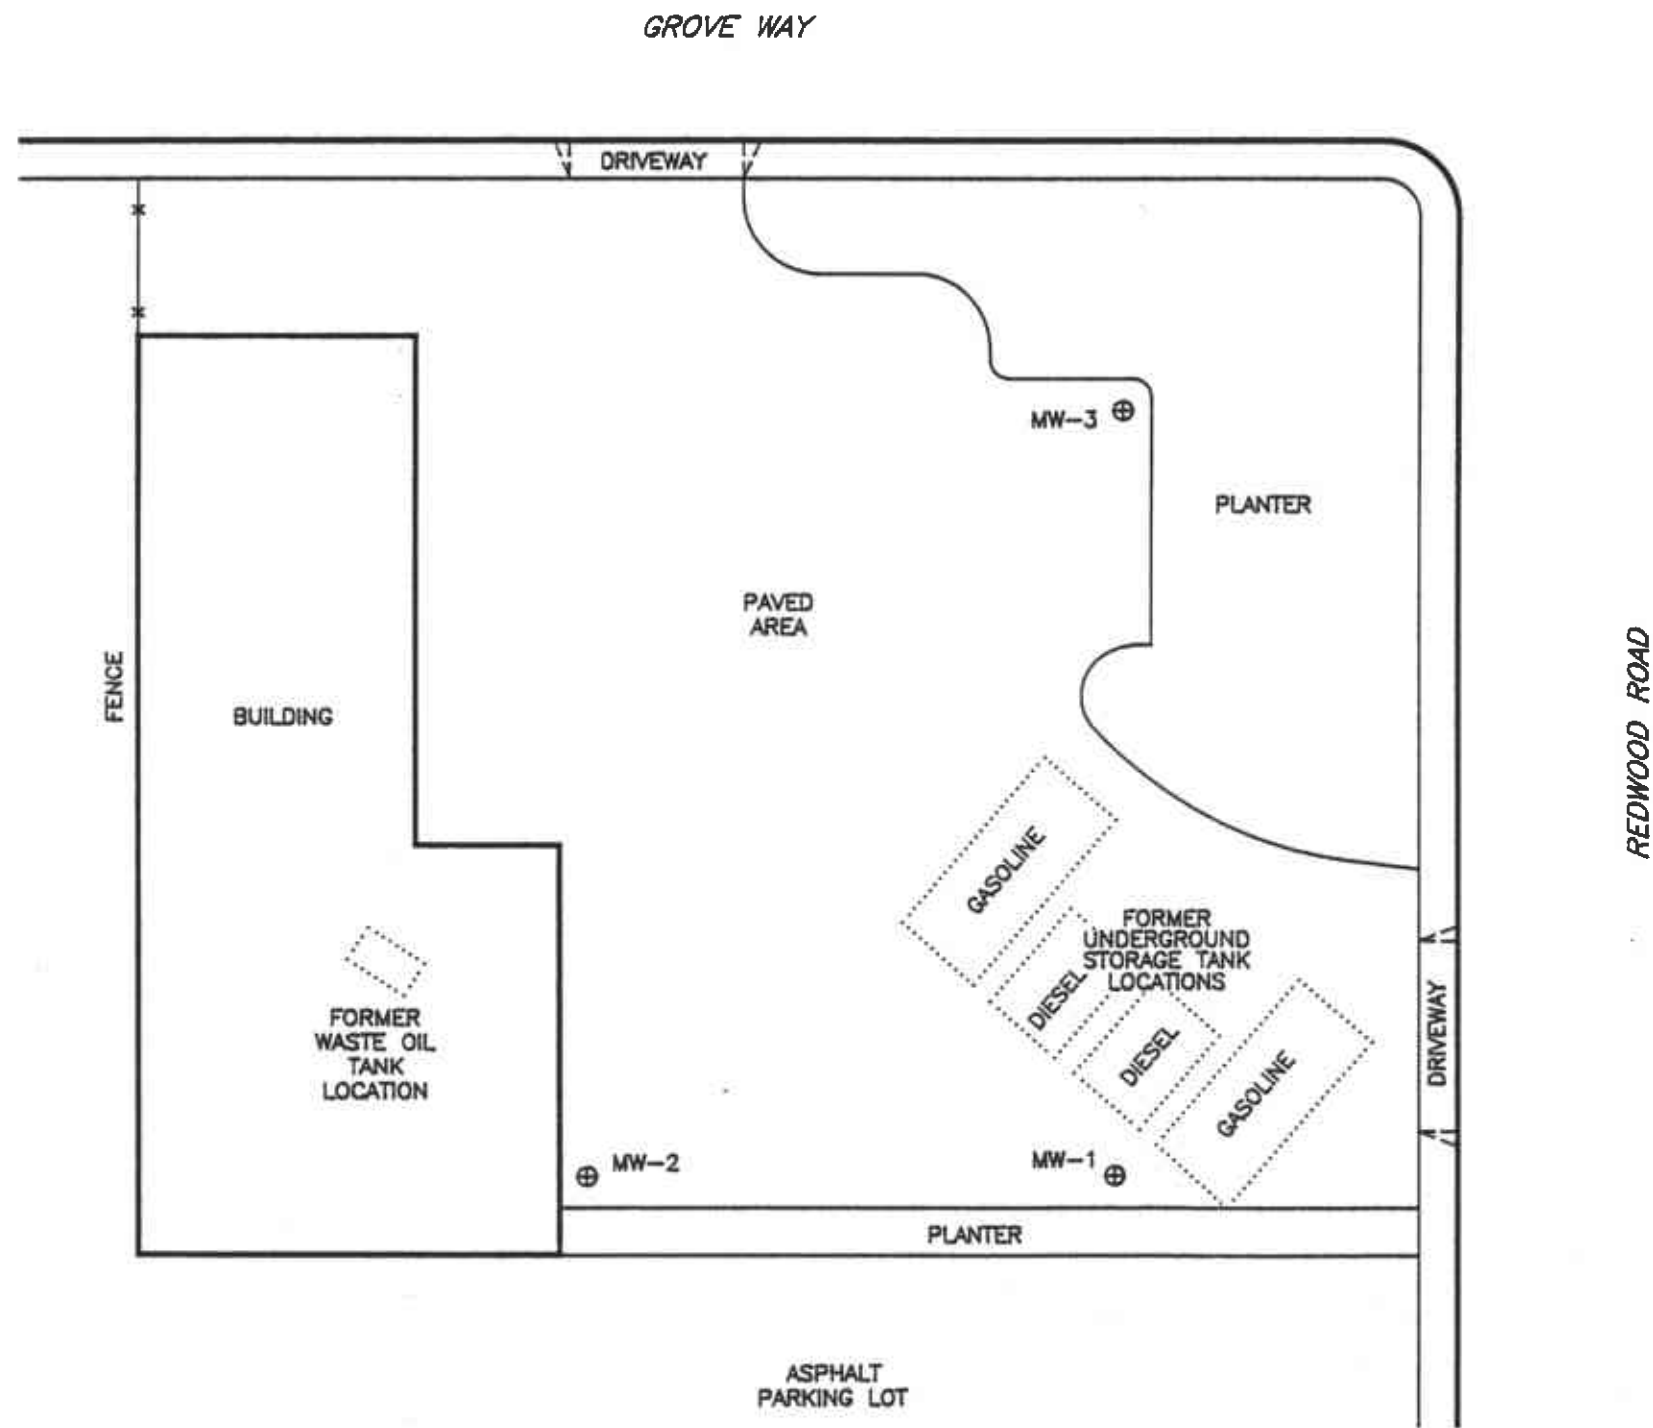 GROVE WAY
DRIVEWAY
MW-3
PLANTER
PAVED
AREA
REDWOOD ROAD
FENCE
BUILDING
GASOLINE
FORMER
UNDERGROUND
STORAGE TANK
LOCATIONS
DIESEL
DIESEL
GASOLINE
DRIVEWAY
FORMER
WASTE OIL
TANK
LOCATION
MW-2
MW-1
PLANTER
ASPHALT
PARKING LOT